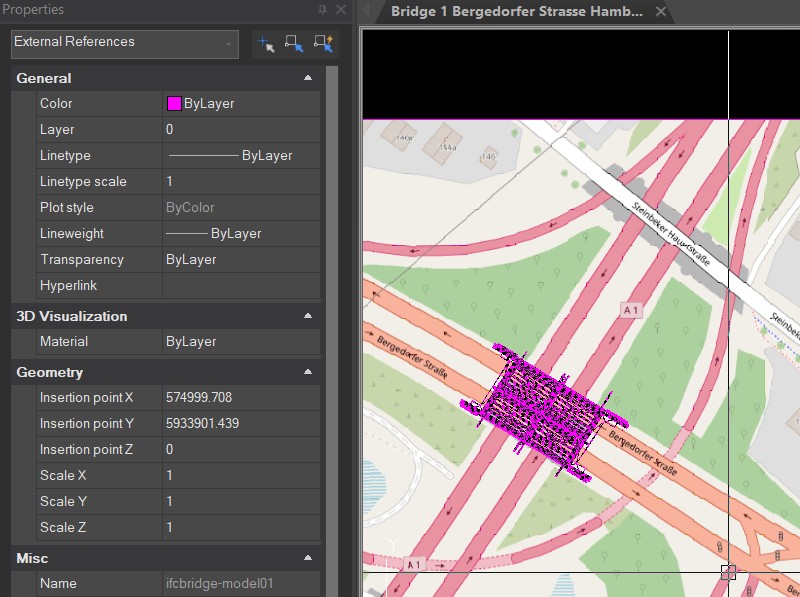 Properties
Bridge 1 Bergedorfer Strasse Hamb...
External References
General
Color ByLayer
Layer 0
Linetype ByLayer
Linetype scale 1
Plot style ByColor
Lineweight ByLayer
Transparency ByLayer
Hyperlink
3D Visualization
Material ByLayer
Geometry
Insertion point X 574999.708
Insertion point Y 5933901.439
Insertion point Z 0
Scale X 1
Scale Y 1
Scale Z 1
Misc
Name ifcbridge-model01
144a
146
Steinbeker Hauptstraße
A 1
Steinbe
Bergedorfer Straße
Bergedorfer Straße
A 1